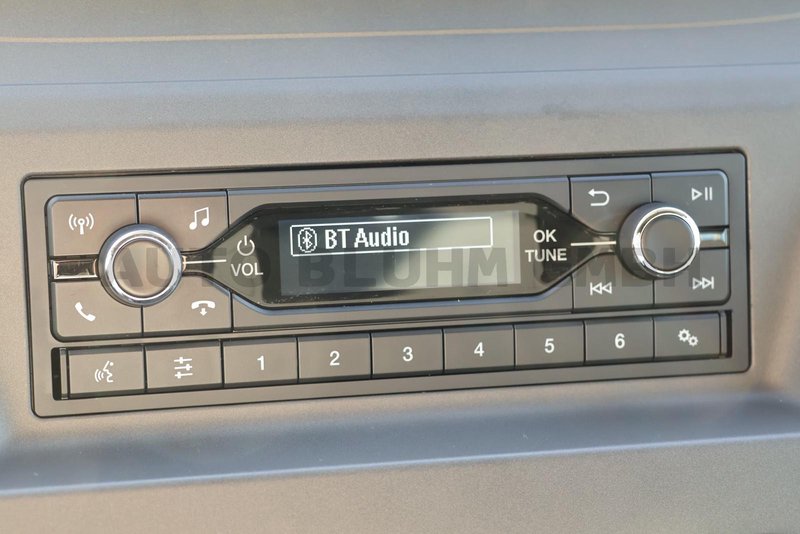 BT Audio
VOL
OK
TUNE
AUTO BLUHM GMBH
1 2 3 4 5 6